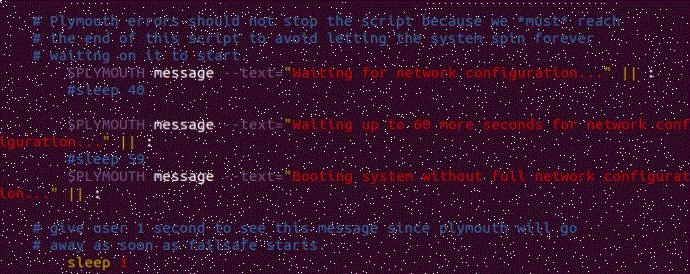 # Plymouth errors should not stop the script because we *must* reach
# the end of this script to avoid letting the system spin forever
# waiting on it to start.
$PLYMOUTH message --text="Waiting for network configuration..." || :
#sleep 40
$PLYMOUTH message --text="Waiting up to 60 more seconds for network conf
iguration..." || :
#sleep 59
$PLYMOUTH message --text="Booting system without full network configurat
ion..." || :
# give user 1 second to see this message since plymouth will go
# away as soon as failsafe starts.
sleep 1